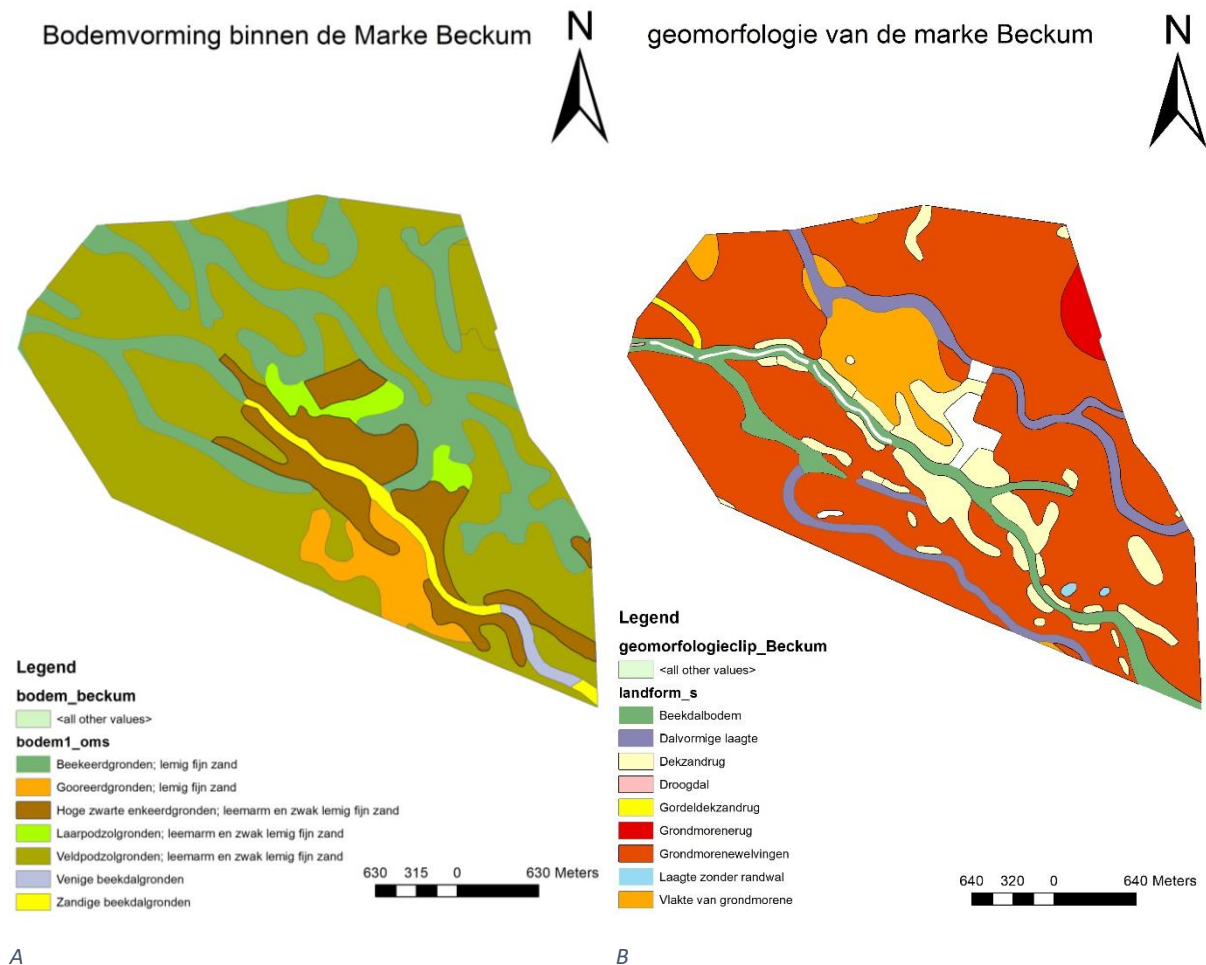 Bodemvorming binnen de Marke Beckum
N
Legend
bodem_beckum
<all other values>
bodem1_oms
Beekeerdgronden; lemig fijn zand
Gooreerdgronden; lemig fijn zand
Hoge zwarte enkeerdgronden; leemarm en zwak lemig fijn zand
Laarpodzolgronden; leemarm en zwak lemig fijn zand
Veldpodzolgronden; leemarm en zwak lemig fijn zand
Venige beekdalgronden
Zandige beekdalgronden
630 315 0 630 Meters
A
geomorfologie van de marke Beckum
N
Legend
geomorfologieclip_Beckum
<all other values>
landform_s
Beekdalbodem
Dalvormige laagte
Dekzandrug
Droogdal
Gordeldekzandrug
Grondmorenerug
Grondmorenewelvingen
Laagte zonder randwal
Vlakte van grondmorene
640 320 0 640 Meters
B